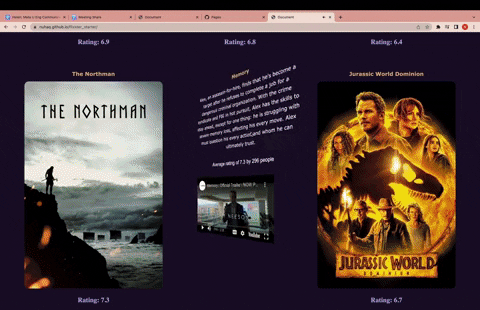 Document
Pages
Document
Rating: 6.9
Rating: 6.8
Rating: 6.4
The Northman
THE NORTHMAN
Rating: 7.3
Memory
Alex, an assassin-for-hire, finds that he's become a
target after he refuses to complete a job for a
dangerous criminal organization. With the crime
syndicate and FBI in hot pursuit, Alex has the skills to
stay ahead, except for one thing: he is struggling with
severe memory loss, affecting his every move. Alex
must question his every action and whom he can
ultimately trust.
Average rating of 7.3 by 296 people
YouTube
Jurassic World Dominion
JURASSIC WORLD
DOMINION
Rating: 6.7